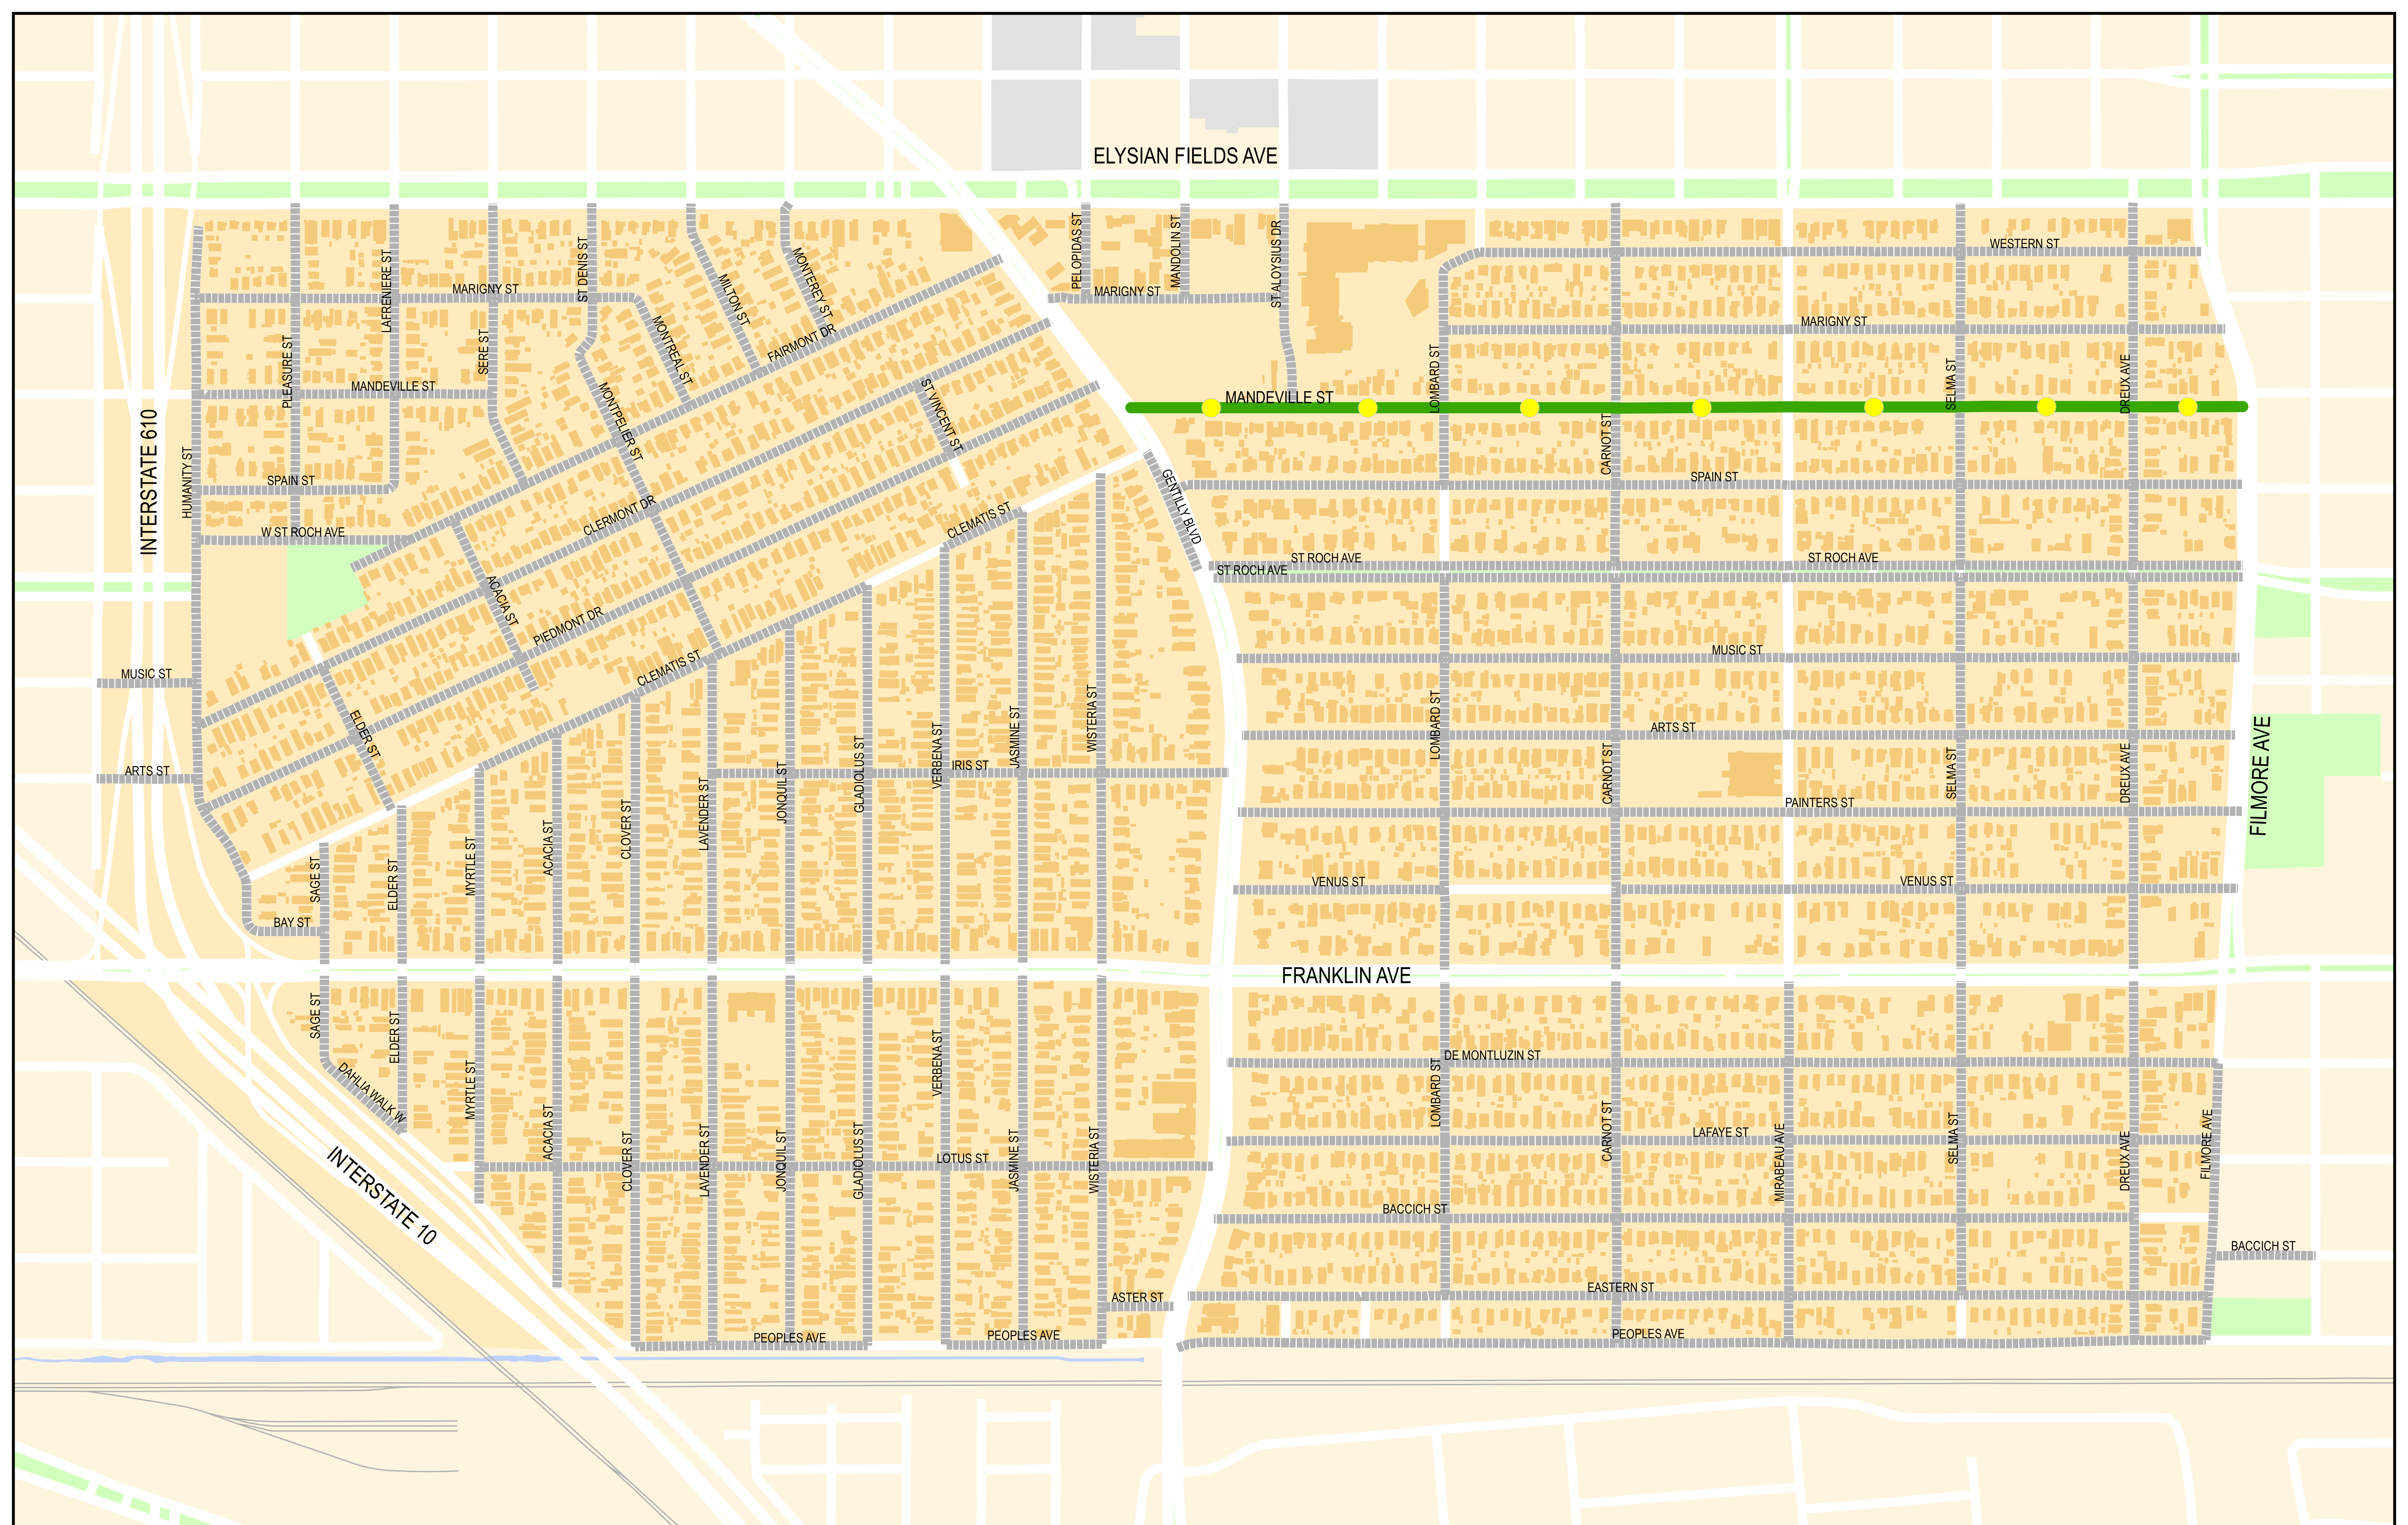 ELYSIAN FIELDS AVE
PELOPIDAS ST
MANDOLIN ST
ST ALOYSIUS DR
WESTERN ST
LAFRENIERE ST
MARIGNY ST
ST DENIS ST
MILTON ST
MONTEREY ST
MARIGNY ST
MARIGNY ST
PLEASURE ST
SERE ST
MONTREAL ST
FAIRMONT DR
LOMBARD ST
SELMA ST
DREUX AVE
MANDEVILLE ST
MONTPELIER ST
ST VINCENT ST
MANDEVILLE ST
CARNOT ST
INTERSTATE 610
HUMANITY ST
SPAIN ST
SPAIN ST
GENTILLY BLVD
W ST ROCH AVE
CLERMONT DR
CLEMATIS ST
ST ROCH AVE
ST ROCH AVE
ST ROCH AVE
ACACIA ST
PIEDMONT DR
MUSIC ST
CLEMATIS ST
MUSIC ST
ELDER ST
VERBENA ST
JASMINE ST
WISTERIA ST
LOMBARD ST
ARTS ST
ARTS ST
LAVENDER ST
JONQUIL ST
GLADIOLUS ST
IRIS ST
CARNOT ST
SELMA ST
DREUX AVE
FILMORE AVE
PAINTERS ST
SAGE ST
ELDER ST
MYRTLE ST
ACACIA ST
CLOVER ST
VENUS ST
VENUS ST
BAY ST
FRANKLIN AVE
SAGE ST
ELDER ST
MYRTLE ST
VERBENA ST
DE MONTLUZIN ST
DAHLIA WALK W
LOMBARD ST
ACACIA ST
CLOVER ST
LAVENDER ST
JONQUIL ST
GLADIOLUS ST
LOTUS ST
JASMINE ST
WISTERIA ST
CARNOT ST
LAFAYE ST
MIRABEAU AVE
SELMA ST
DREUX AVE
FILMORE AVE
INTERSTATE 10
BACCICH ST
BACCICH ST
EASTERN ST
ASTER ST
PEOPLES AVE
PEOPLES AVE
PEOPLES AVE